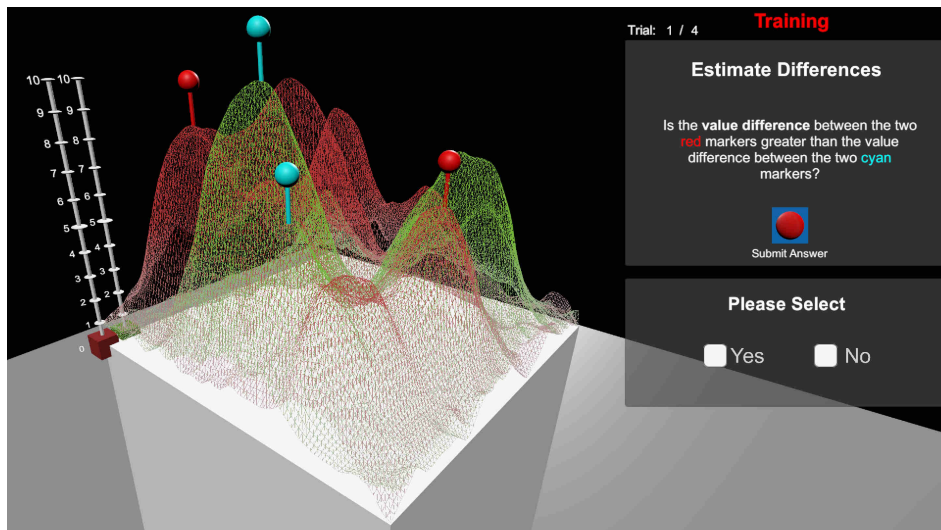 Training
Trial: 1 / 4
Estimate Differences
Is the value difference between the two
red markers greater than the value
difference between the two cyan
markers?
Submit Answer
Please Select
Yes No
10 10
9 9
8 8
7 7
6 6
5 5
4 4
3 3
2 2
1 1
0